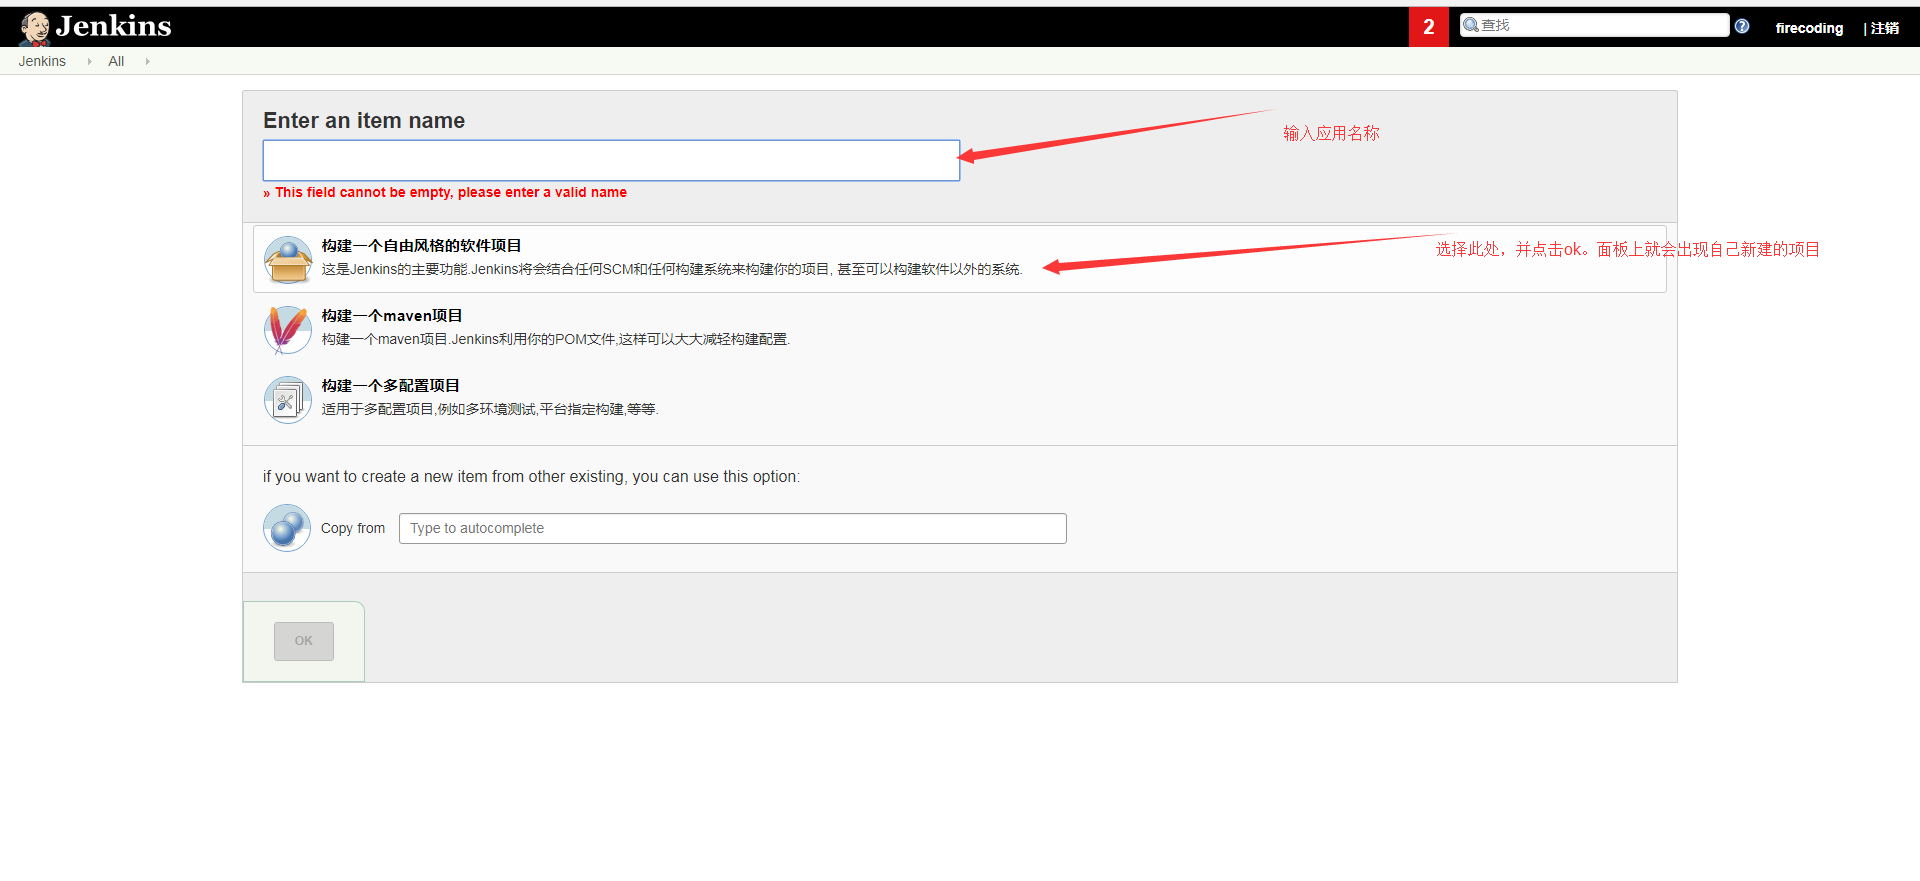 Jenkins
2
查找
firecoding
| 注销
Jenkins
All
Enter an item name
输入应用名称
» This field cannot be empty, please enter a valid name
构建一个自由风格的软件项目
选择此处，并点击ok。面板上就会出现自己新建的项目
这是Jenkins的主要功能.Jenkins将会结合任何SCM和任何构建系统来构建你的项目, 甚至可以构建软件以外的系统.
构建一个maven项目
构建一个maven项目.Jenkins利用你的POM文件,这样可以大大减轻构建配置.
构建一个多配置项目
适用于多配置项目,例如多环境测试,平台指定构建,等等.
if you want to create a new item from other existing, you can use this option:
Copy from
Type to autocomplete
OK